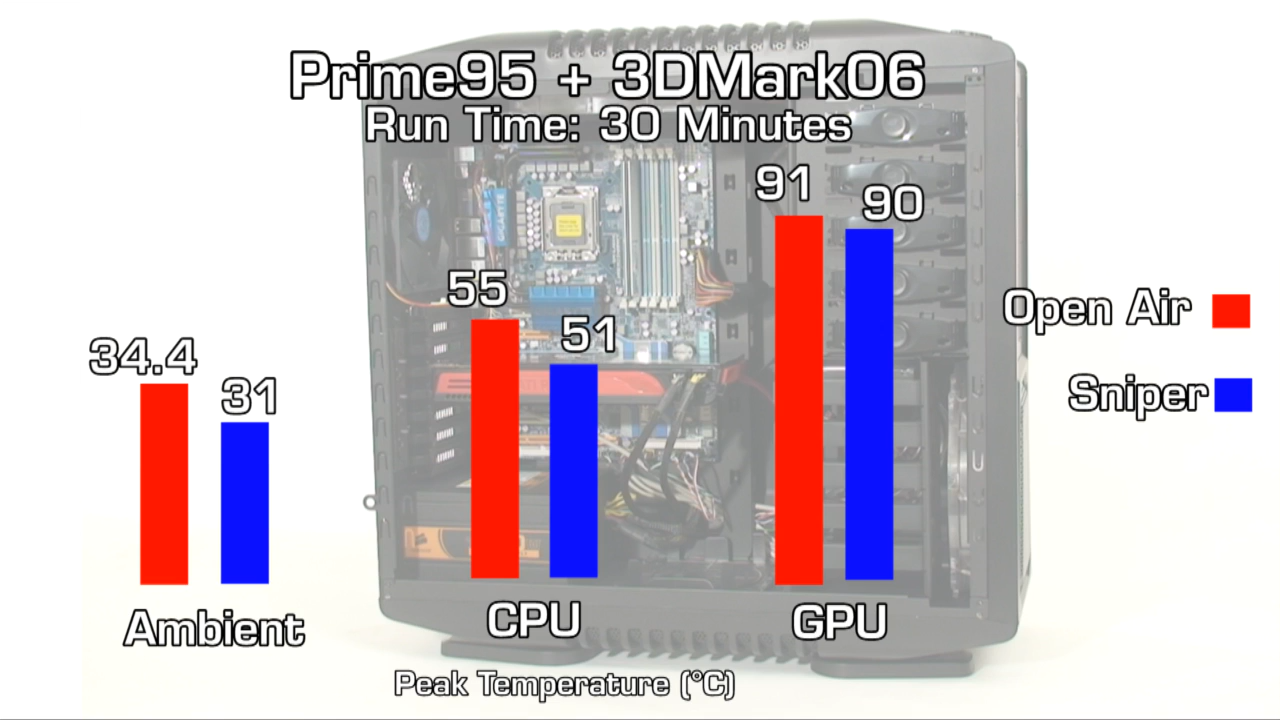 Prime95 + 3DMark06
Run Time: 30 Minutes
91
90
55
51
34.4
31
Open Air
Sniper
Ambient
CPU
GPU
Peak Temperature (°C)
GIGABYTE